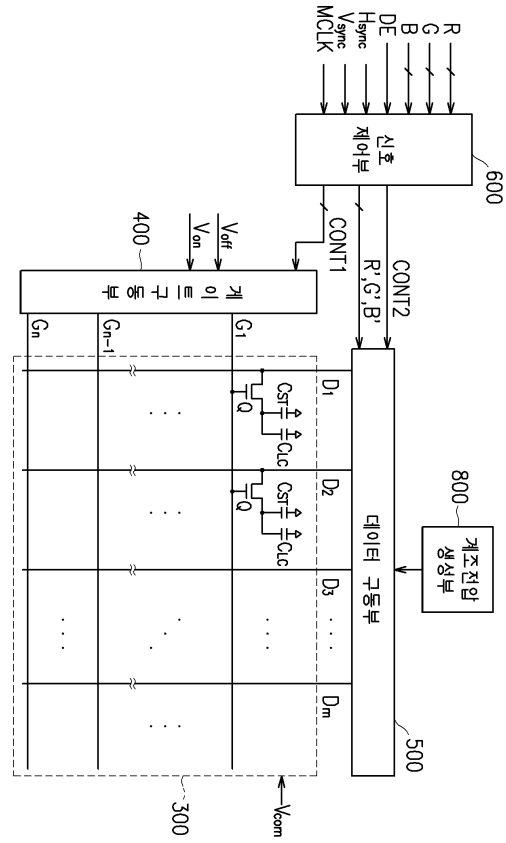 R
G
B
DE
Hsync
Vsync
MCLK
신호
제어부
600
CONT2
R',G',B'
CONT1
800
계조전압
생성부
데이터 구동부
500
Voff
Von
400
게이트구동부
D1
D2
D3
. . .
Dm
G1
Gn-1
Gn
CST
CLC
Q
CST
CLC
Q
Vcom
300